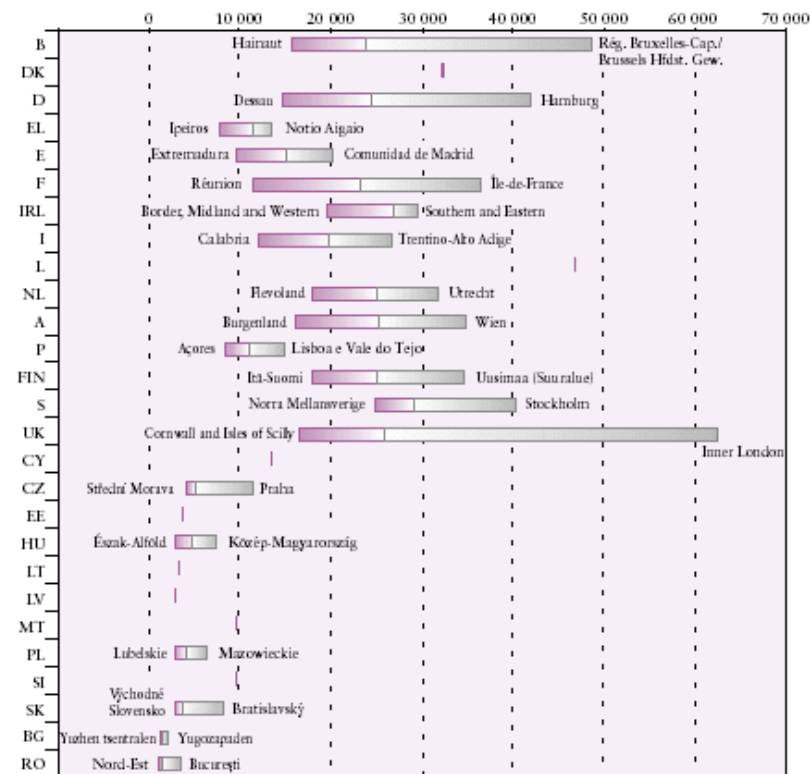 0 10 000 20 000 30 000 40 000 50 000 60 000 70 000
B Hainaut Rég. Bruxelles-Cap./
Brussels Hfdst. Gew.
DK
D Dessau Hamburg
EL Ipeiros Notio Aigaio
E Extremadura Comunidad de Madrid
F Réunion Île-de-France
IRL Border, Midland and Western Southern and Eastern
I Calabria Trentino-Alto Adige
L
NL Flevoland Utrecht
A Burgenland Wien
P Açores Lisboa e Vale do Tejo
FIN Itä-Suomi Uusimaa (Suuralue)
S Norra Mellansverige Stockholm
UK Cornwall and Isles of Scilly
Inner London
CY
CZ Střední Morava Praha
EE
HU Észak-Alföld Közép-Magyarország
LT
LV
MT
PL Lubelskie Mazowieckie
SI
Východné
SK Slovensko Bratislavský
BG Yuzhen tsentralen Yugozapaden
RO Nord-Est Bucureşti